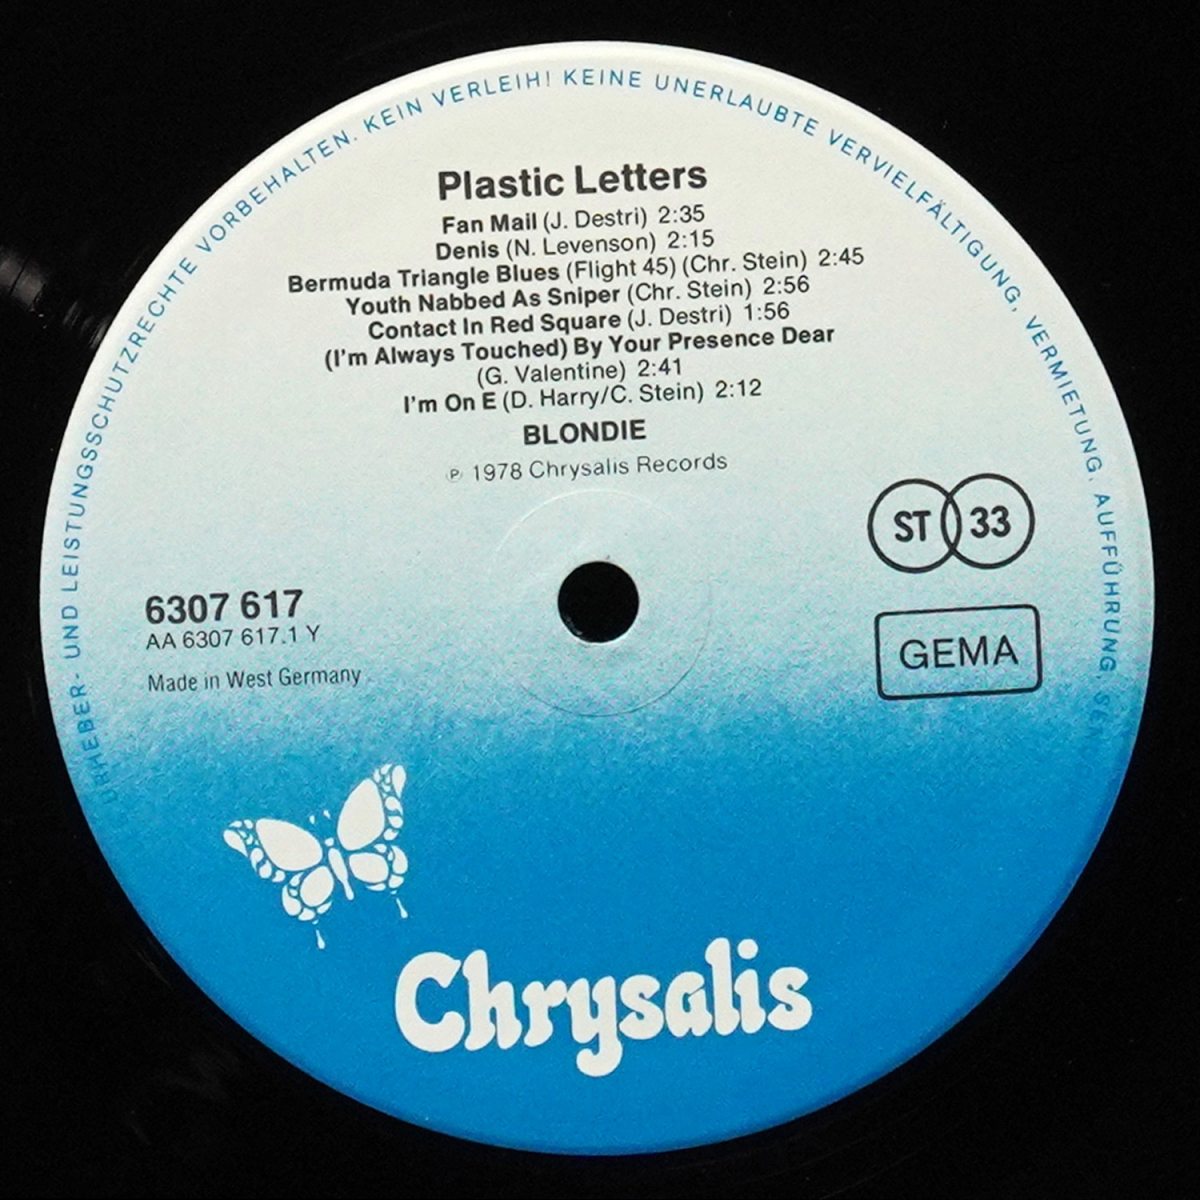 URHEBER- UND LEISTUNGSSCHUTZRECHTE VORBEHALTEN. KEIN VERLEIH! KEINE UNERLAUBTE VERVIELFÄLTIGUNG, VERMIETUNG, AUFFÜHRUNG,
Plastic Letters
Fan Mail (J. Destri) 2:35
Denis (N. Levenson) 2:15
Bermuda Triangle Blues (Flight 45) (Chr. Stein) 2:45
Youth Nabbed As Sniper (Chr. Stein) 2:56
Contact In Red Square (J. Destri) 1:56
(I'm Always Touched) By Your Presence Dear
(G. Valentine) 2:41
I'm On E (D. Harry/C. Stein) 2:12
BLONDIE
℗ 1978 Chrysalis Records
ST 33
6307 617
AA 6307 617.1 Y
Made in West Germany
GEMA
Chrysalis